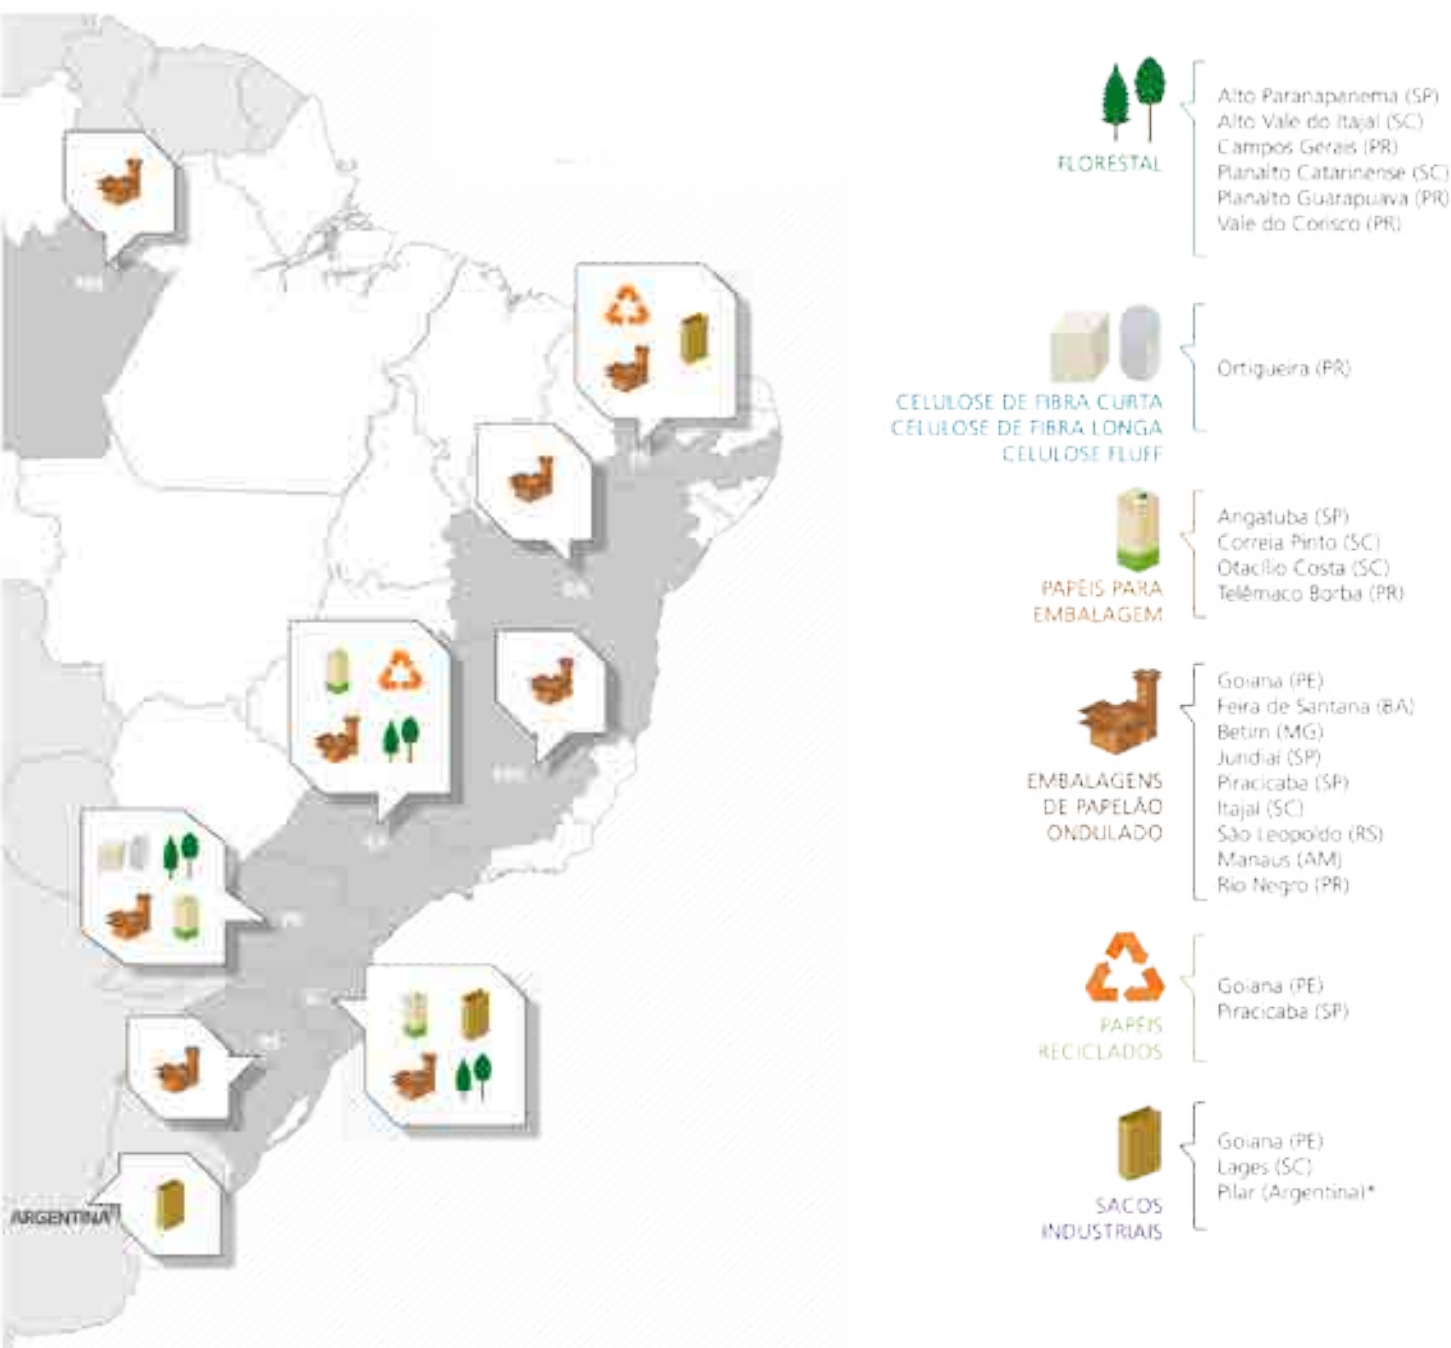 AM
BA
MG
SP
PR
SC
RS
ARGENTINA
FLORESTAL
Alto Paranapanema (SP)
Alto Vale do Itajaí (SC)
Campos Gerais (PR)
Planalto Catarinense (SC)
Planalto Guarapuava (PR)
Vale do Corisco (PR)
CELULOSE DE FIBRA CURTA
CELULOSE DE FIBRA LONGA
CELULOSE FLUFF
Ortigueira (PR)
PAPÉIS PARA
EMBALAGEM
Angatuba (SP)
Correia Pinto (SC)
Otacílio Costa (SC)
Telêmaco Borba (PR)
EMBALAGENS
DE PAPELÃO
ONDULADO
Goiana (PE)
Feira de Santana (BA)
Betim (MG)
Jundiaí (SP)
Piracicaba (SP)
Itajaí (SC)
São Leopoldo (RS)
Manaus (AM)
Rio Negro (PR)
PAPÉIS
RECICLADOS
Goiana (PE)
Piracicaba (SP)
SACOS
INDUSTRIAIS
Goiana (PE)
Lages (SC)
Pilar (Argentina)*